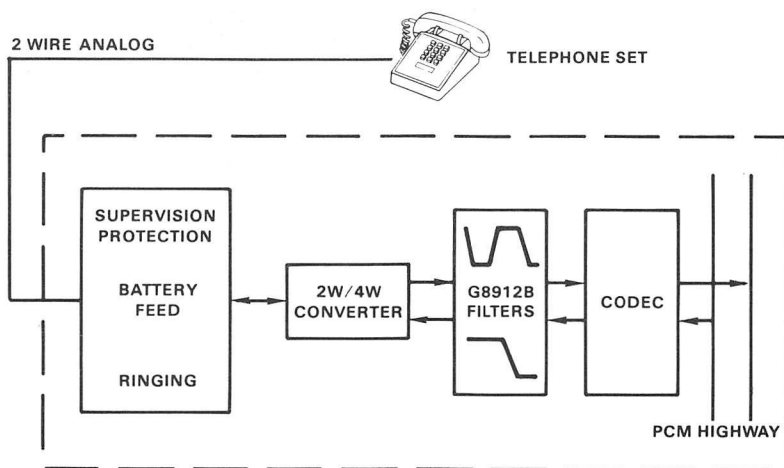 2 WIRE ANALOG
TELEPHONE SET
SUPERVISION
PROTECTION
BATTERY
FEED
RINGING
2W/4W
CONVERTER
G8912B
FILTERS
CODEC
PCM HIGHWAY